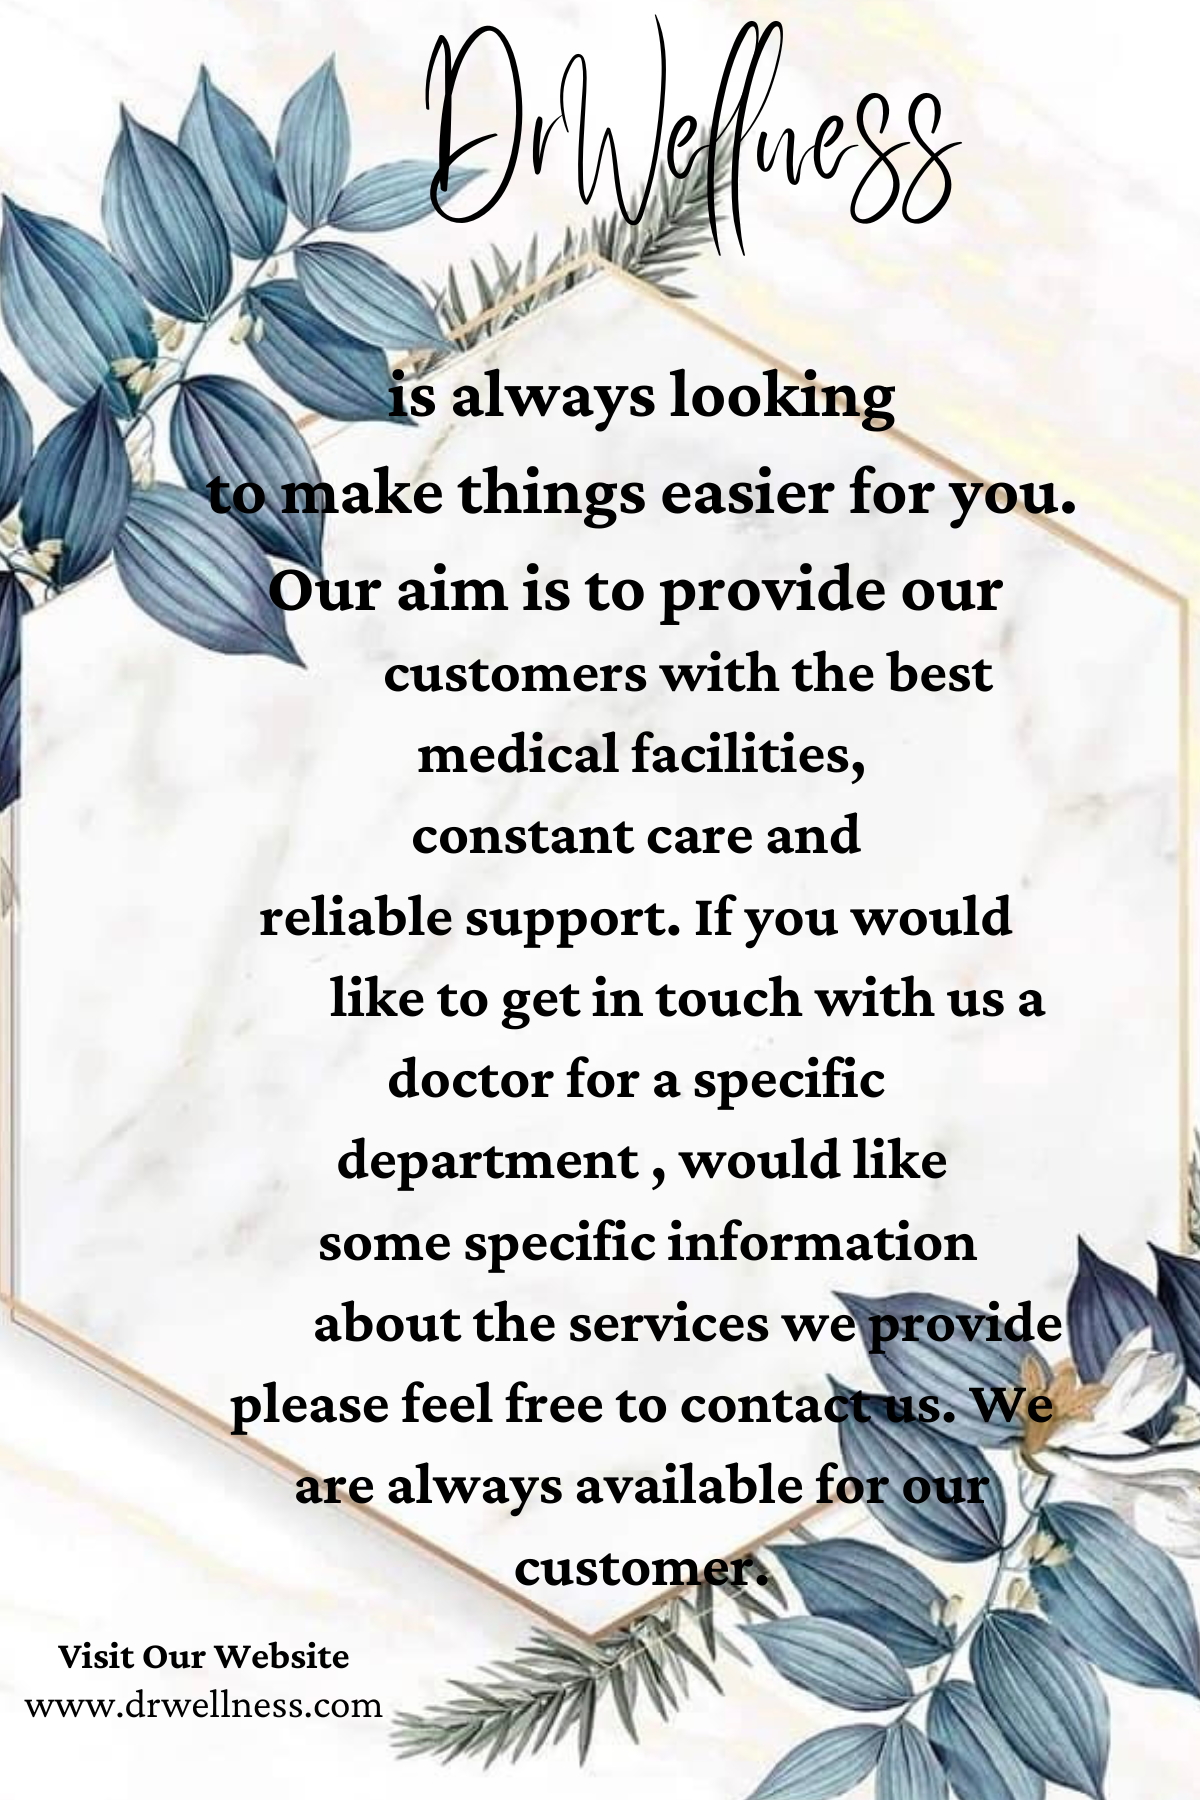 DrWellness
is always looking
to make things easier for you.
Our aim is to provide our
customers with the best
medical facilities,
constant care and
reliable support. If you would
like to get in touch with us a
doctor for a specific
department , would like
some specific information
about the services we provide
please feel free to contact us. We
are always available for our
customer.
Visit Our Website
www.drwellness.com